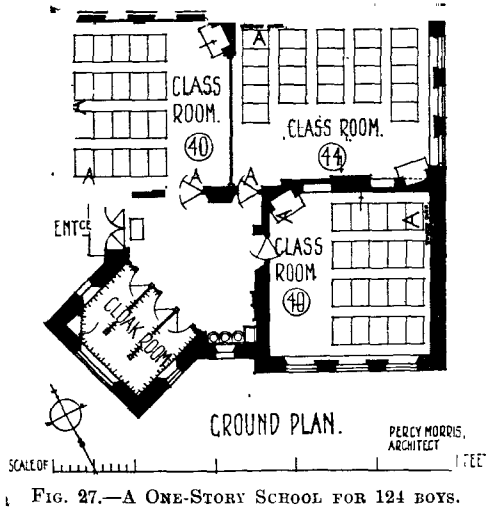 CLASS
ROOM.
40
A
CLASS ROOM.
44
A
A
A
A
ENTCE
CLASS
ROOM
40
A
A
CLOAK ROOM
GROUND PLAN.
PERCY MORRIS,
ARCHITECT
SCALE OF
FEET
FIG. 27.—A ONE-STORY SCHOOL FOR 124 BOYS.